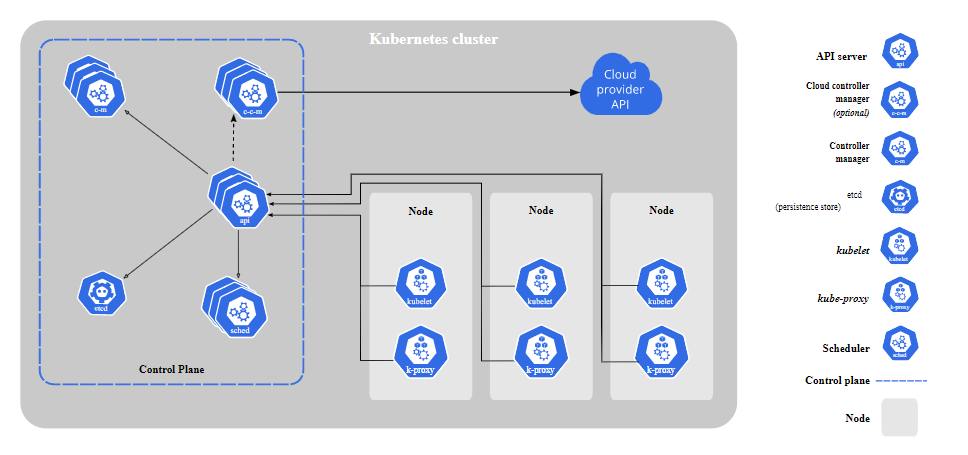 Kubernetes cluster
c-m
c-c-m
Cloud
provider
API
api
etcd
sched
Control Plane
Node
kubelet
k-proxy
Node
kubelet
k-proxy
Node
kubelet
k-proxy
API server
api
Cloud controller
manager
(optional)
c-c-m
Controller
manager
c-m
etcd
(persistence store)
etcd
kubelet
kubelet
kube-proxy
k-proxy
Scheduler
sched
Control plane
Node